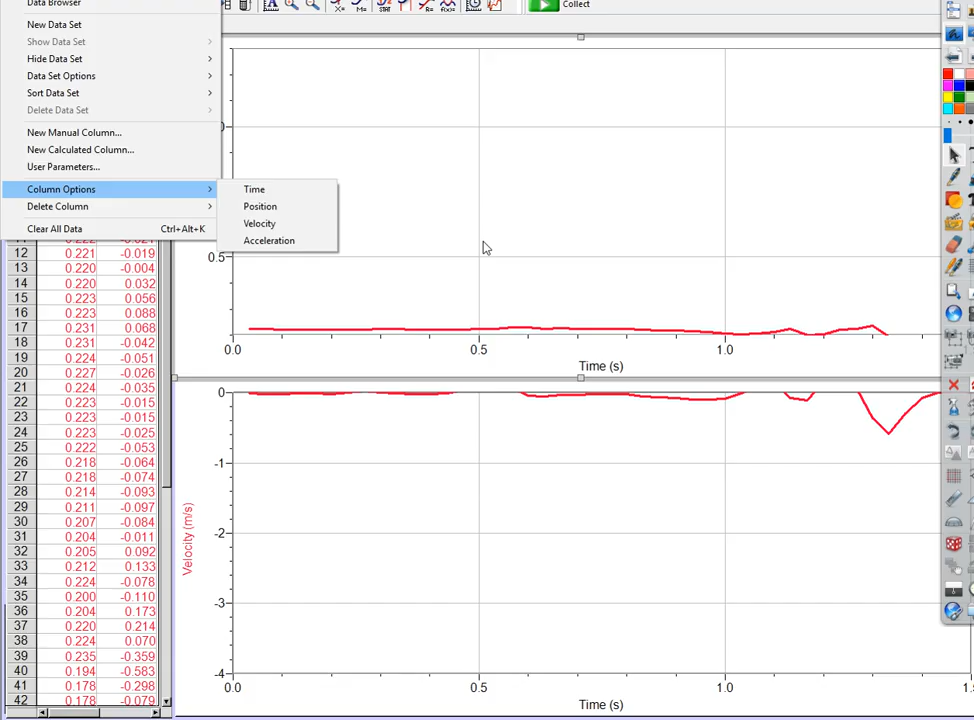 Data Browser
New Data Set
Show Data Set
Hide Data Set
Data Set Options
Sort Data Set
Delete Data Set
New Manual Column...
New Calculated Column...
User Parameters...
Column Options
Delete Column
Clear All Data Ctrl+Alt+K
Time
Position
Velocity
Acceleration
Collect
12 0.221 -0.019
13 0.220 -0.004
14 0.220 0.032
15 0.223 0.056
16 0.223 0.088
17 0.231 0.068
18 0.231 -0.042
19 0.224 -0.051
20 0.227 -0.026
21 0.224 -0.035
22 0.223 -0.015
23 0.223 -0.015
24 0.223 -0.025
25 0.222 -0.053
26 0.218 -0.064
27 0.218 -0.074
28 0.214 -0.093
29 0.211 -0.097
30 0.207 -0.084
31 0.204 -0.011
32 0.205 0.092
33 0.212 0.133
34 0.224 -0.078
35 0.200 -0.110
36 0.204 0.173
37 0.220 0.214
38 0.224 0.070
39 0.235 -0.359
40 0.194 -0.583
41 0.178 -0.298
42 0.178 -0.079
0.5
0.0 0.5 1.0
Time (s)
Velocity (m/s)
0
-1
-2
-3
-4
0.0 0.5 1.0
Time (s)